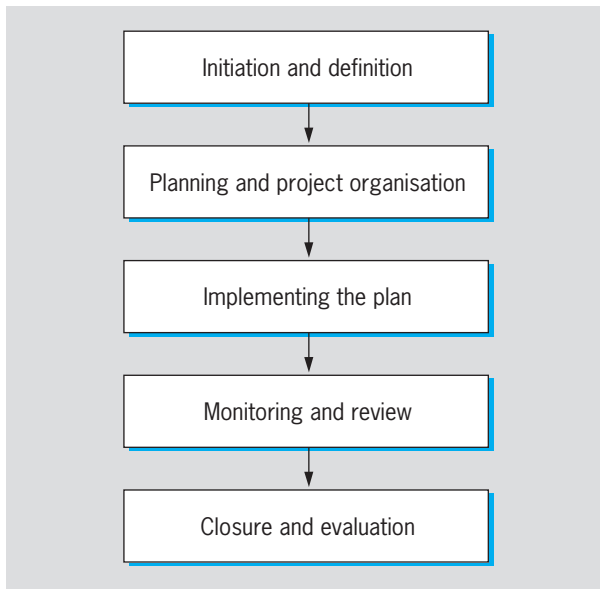 Initiation and definition
Planning and project organisation
Implementing the plan
Monitoring and review
Closure and evaluation